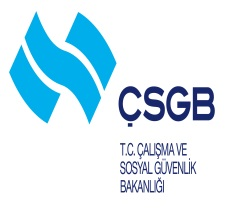 ÇSGB
T.C. ÇALIŞMA VE
SOSYAL GÜVENLİK
BAKANLIĞI